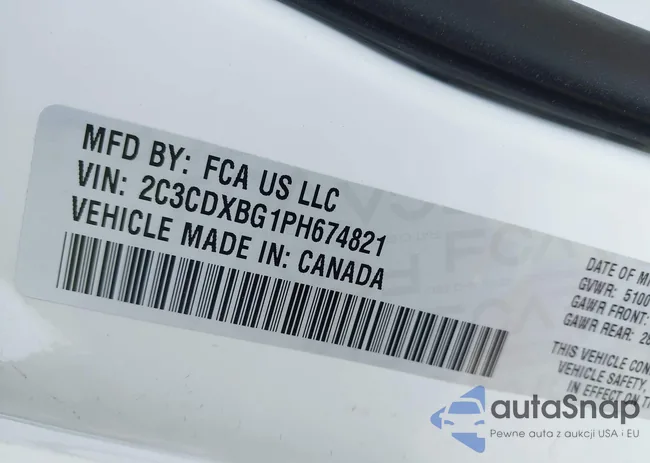 MFD BY: FCA US LLC
VIN: 2C3CDXBG1PH674821
VEHICLE MADE IN: CANADA
DATE OF
GVWR: 5100
GAWR FRONT:
GAWR REAR:
THIS VEHICLE
VEHICLE SAFETY,
IN EFFECT ON
autaSnap
Pewne auta z aukcji USA i EU